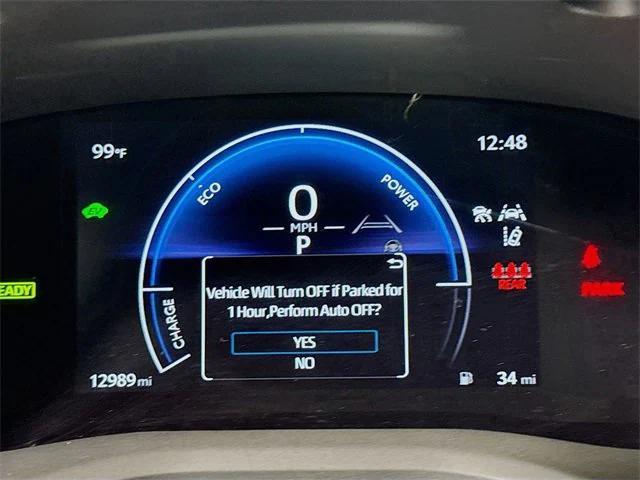 99°F
12:48
ECO
POWER
0
MPH
P
EV
READY
Vehicle Will Turn OFF if Parked for
1 Hour,Perform Auto OFF?
YES
NO
REAR
PARK
CHARGE
12989 mi
34 mi